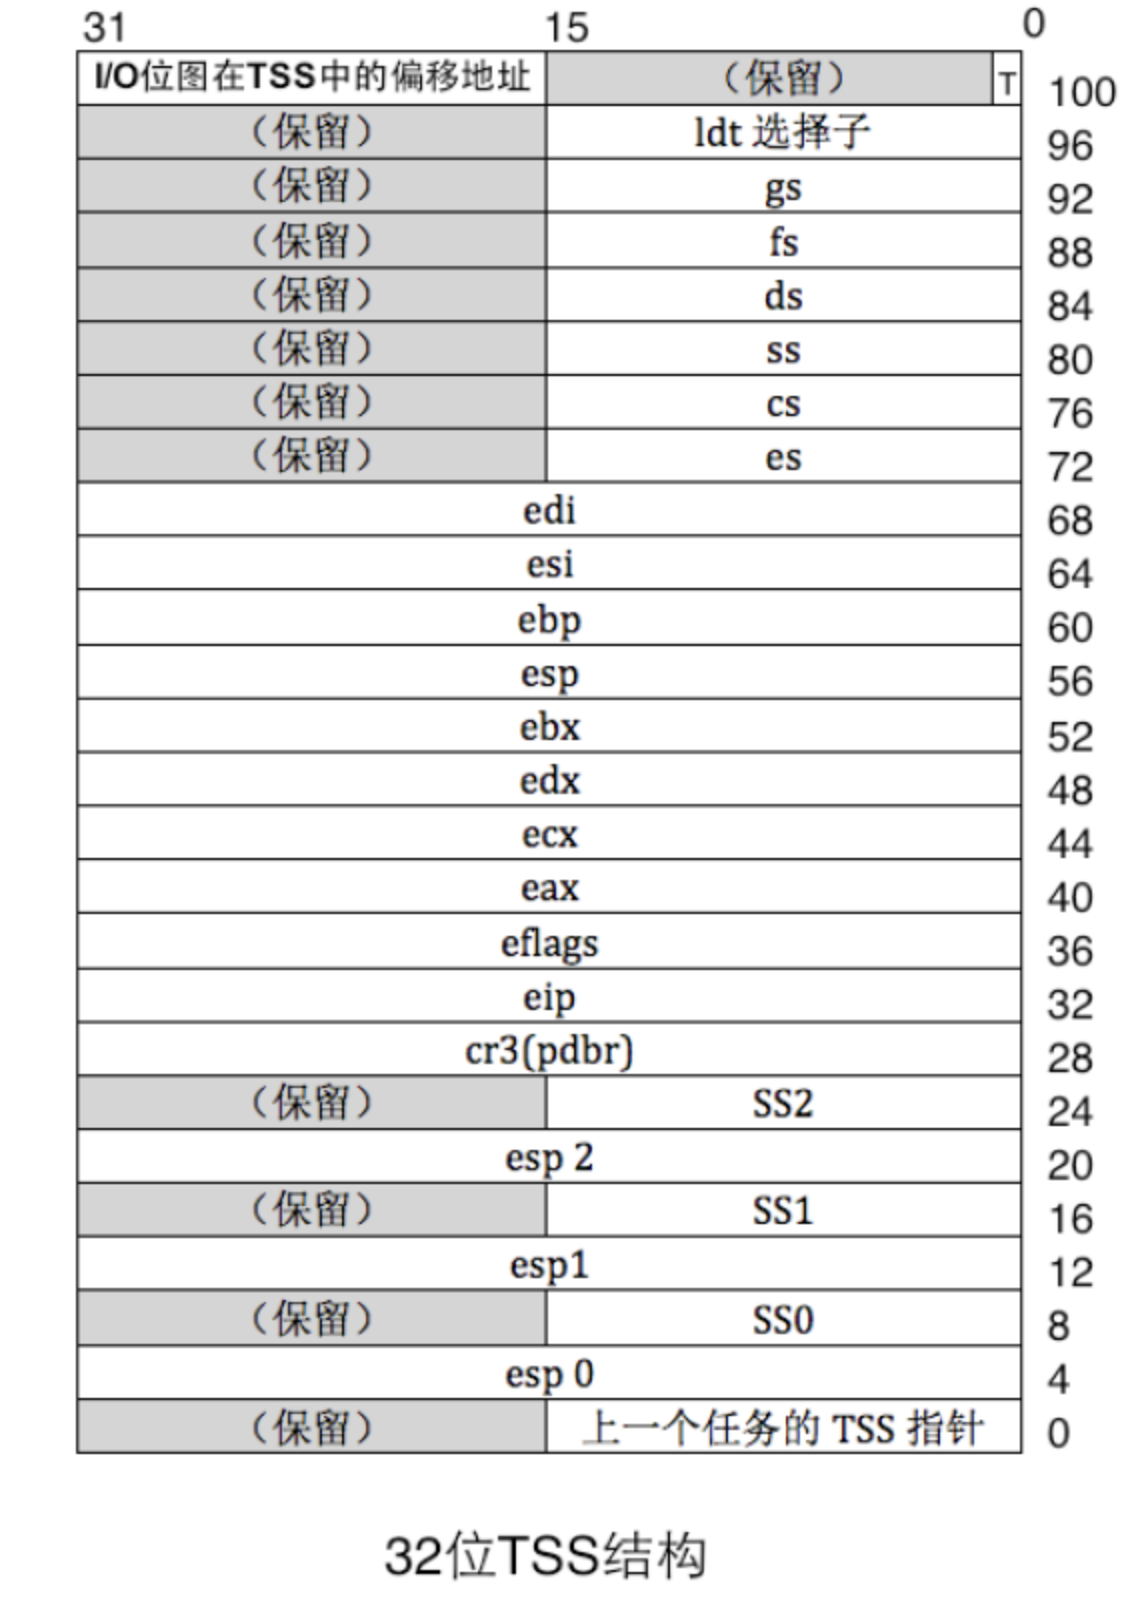 31 15 0
I/O位图在TSS中的偏移地址 （保留） T 100
（保留） ldt 选择子 96
（保留） gs 92
（保留） fs 88
（保留） ds 84
（保留） ss 80
（保留） cs 76
（保留） es 72
edi 68
esi 64
ebp 60
esp 56
ebx 52
edx 48
ecx 44
eax 40
eflags 36
eip 32
cr3(pdbr) 28
（保留） SS2 24
esp 2 20
（保留） SS1 16
esp1 12
（保留） SS0 8
esp 0 4
（保留） 上一个任务的 TSS 指针 0
32位TSS结构